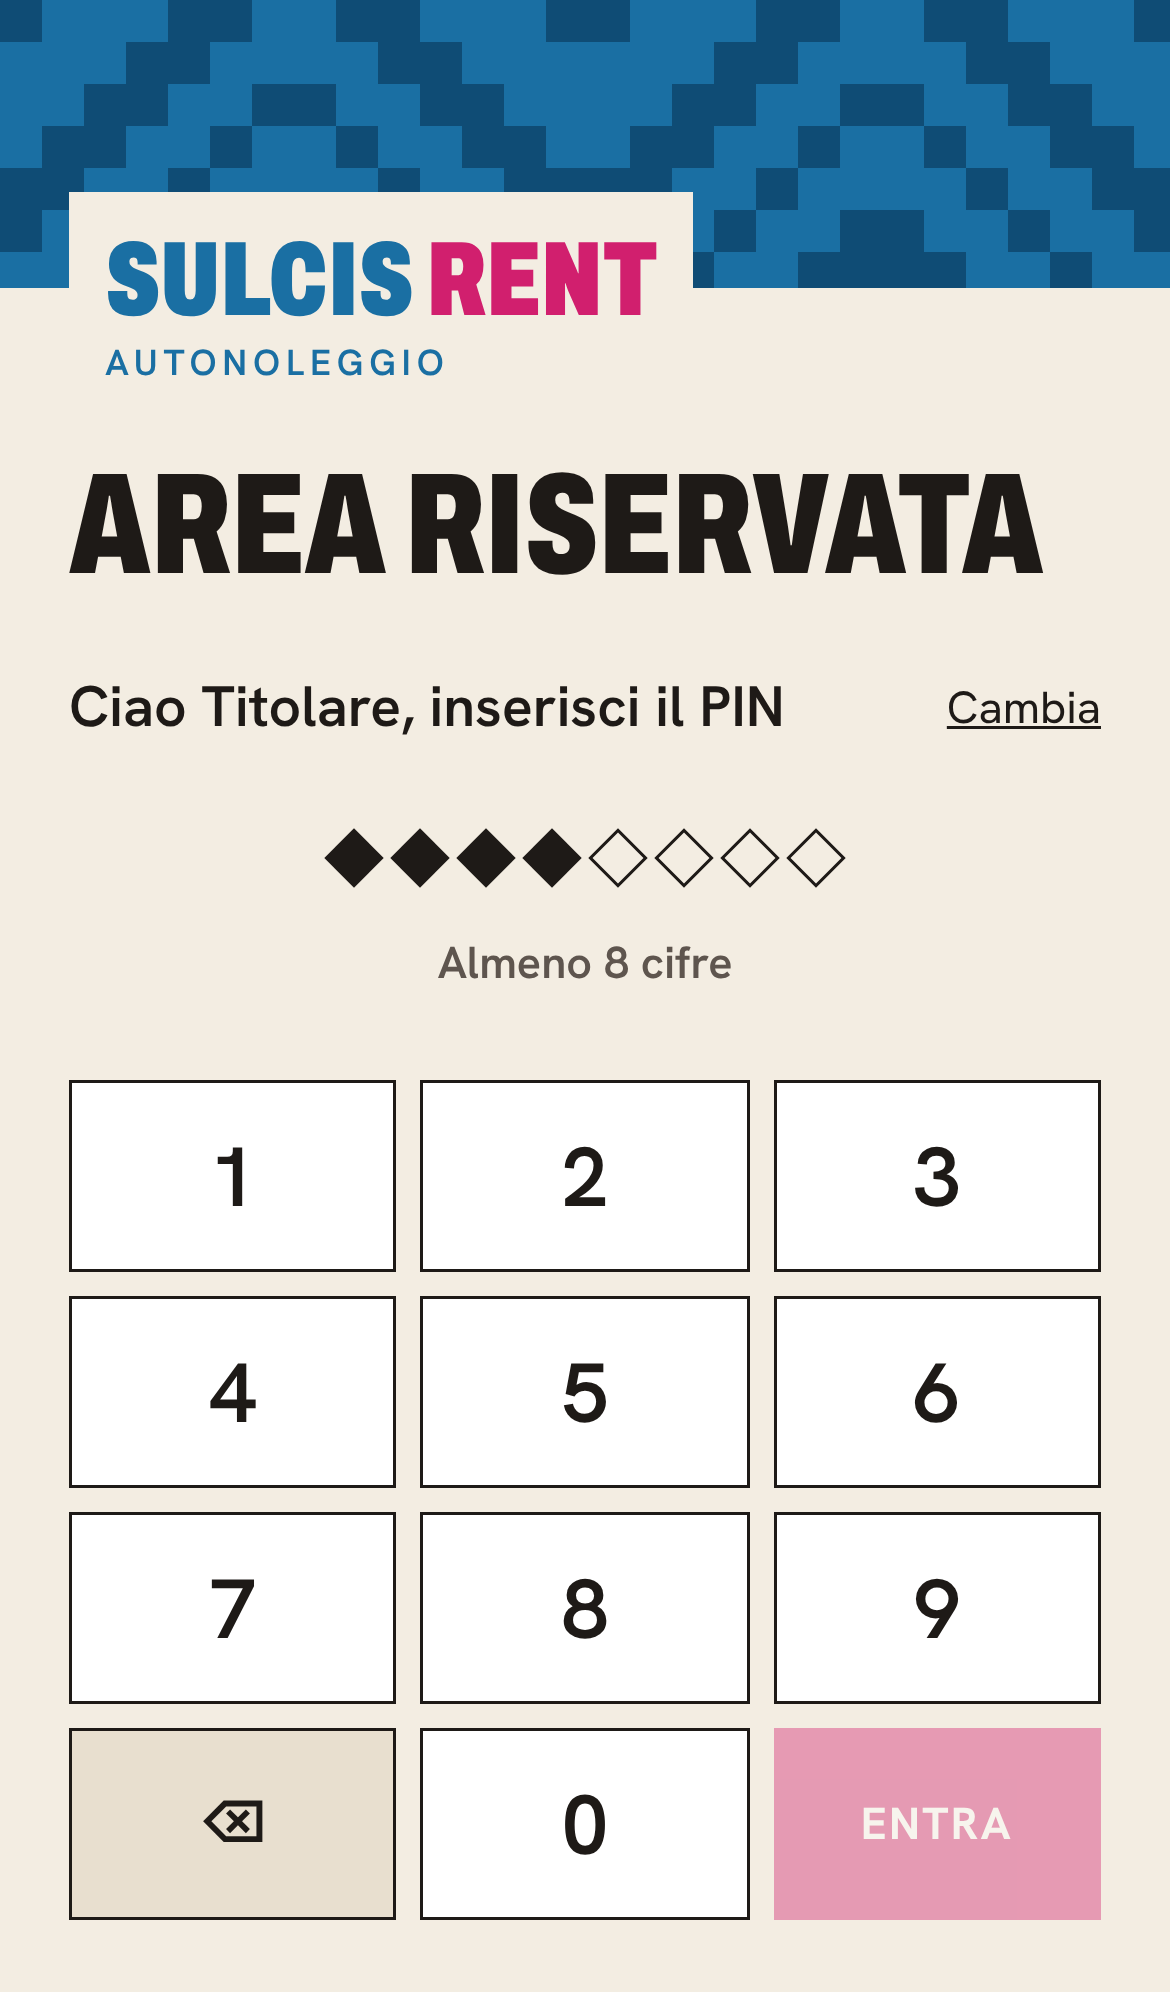 SULCIS RENT
AUTONOLEGGIO
AREA RISERVATA
Ciao Titolare, inserisci il PIN Cambia
Almeno 8 cifre
1 2 3
4 5 6
7 8 9
0 ENTRA